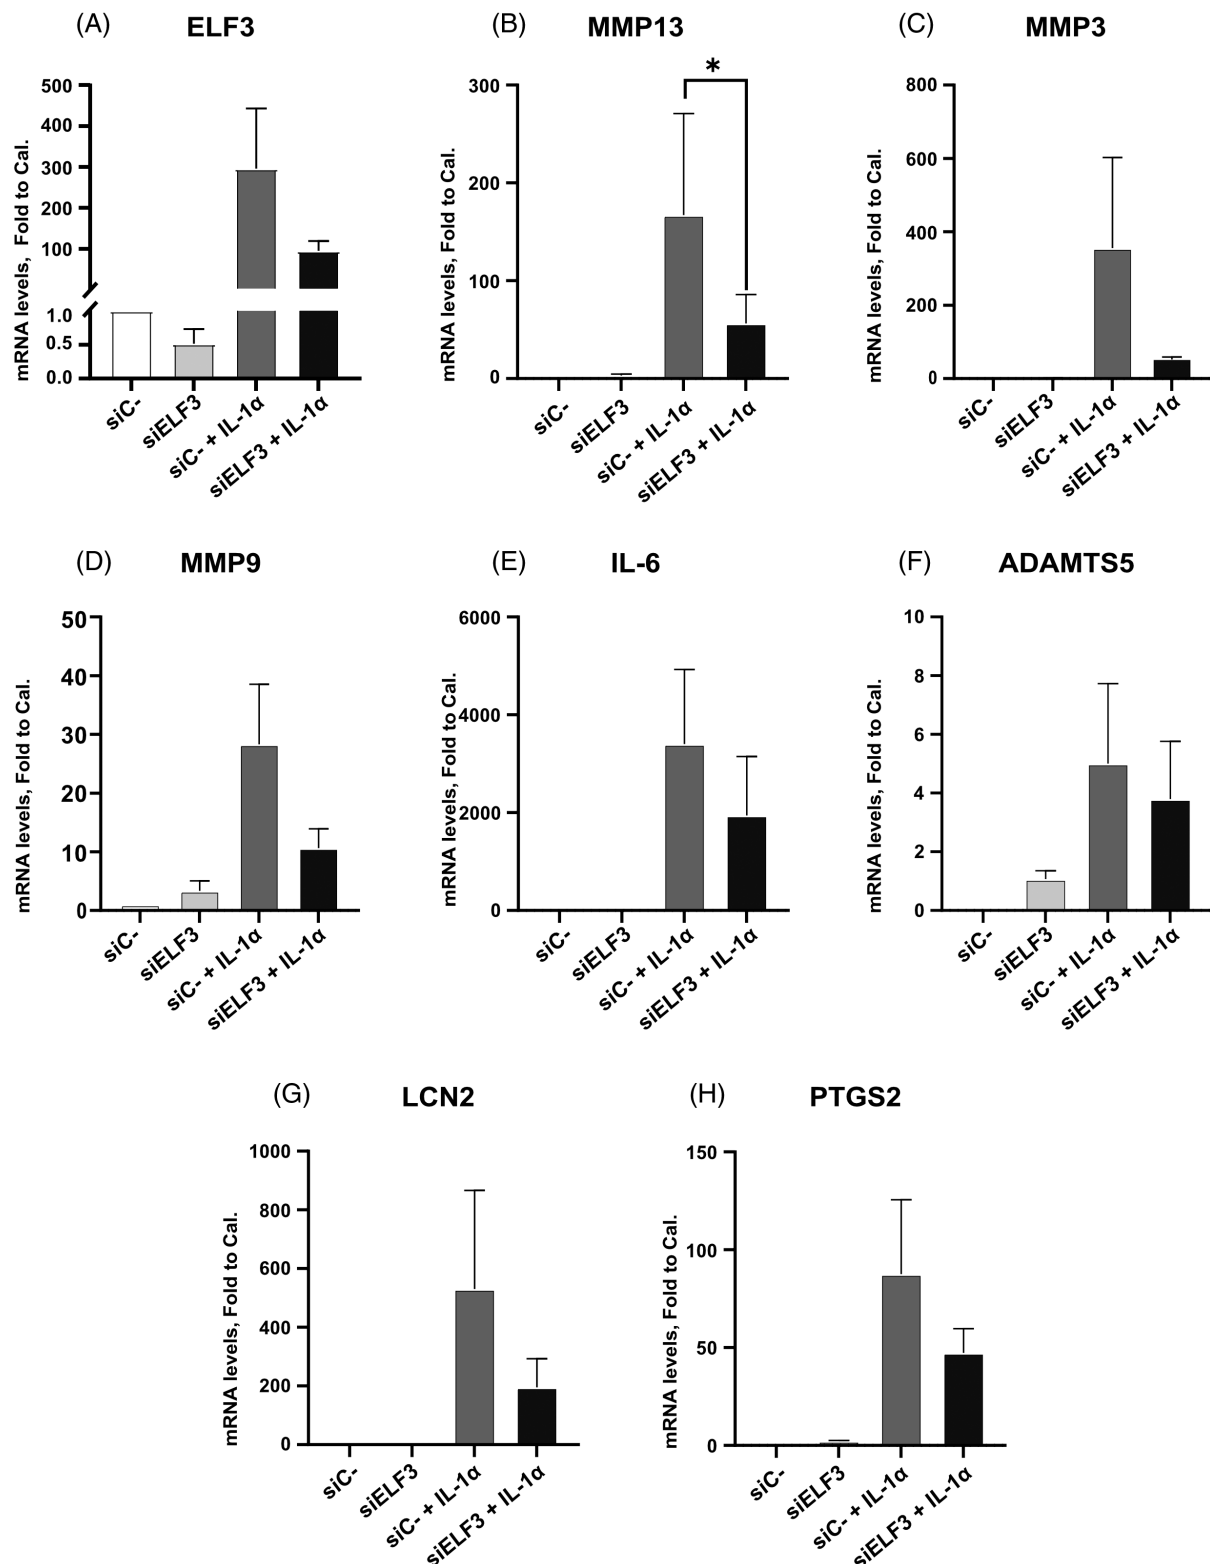 (A) ELF3
mRNA levels, Fold to Cal.
500
400
300
200
100
1.0
0.5
0.0
siC-
siELF3
siC- + IL-1α
siELF3 + IL-1α
(B) MMP13
mRNA levels, Fold to Cal.
300
200
100
0
*
siC-
siELF3
siC- + IL-1α
siELF3 + IL-1α
(C) MMP3
mRNA levels, Fold to Cal.
800
600
400
200
0
siC-
siELF3
siC- + IL-1α
siELF3 + IL-1α
(D) MMP9
mRNA levels, Fold to Cal.
50
40
30
20
10
0
siC-
siELF3
siC- + IL-1α
siELF3 + IL-1α
(E) IL-6
mRNA levels, Fold to Cal.
6000
4000
2000
0
siC-
siELF3
siC- + IL-1α
siELF3 + IL-1α
(F) ADAMTS5
mRNA levels, Fold to Cal.
10
8
6
4
2
0
siC-
siELF3
siC- + IL-1α
siELF3 + IL-1α
(G) LCN2
mRNA levels, Fold to Cal.
1000
800
600
400
200
0
siC-
siELF3
siC- + IL-1α
siELF3 + IL-1α
(H) PTGS2
mRNA levels, Fold to Cal.
150
100
50
0
siC-
siELF3
siC- + IL-1α
siELF3 + IL-1α